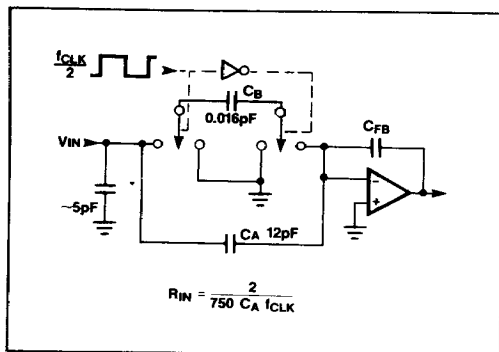 fCLK
2
CB
0.016pF
CFB
VIN
~5pF
−
+
CA 12pF
RIN = 2
750 CA fCLK